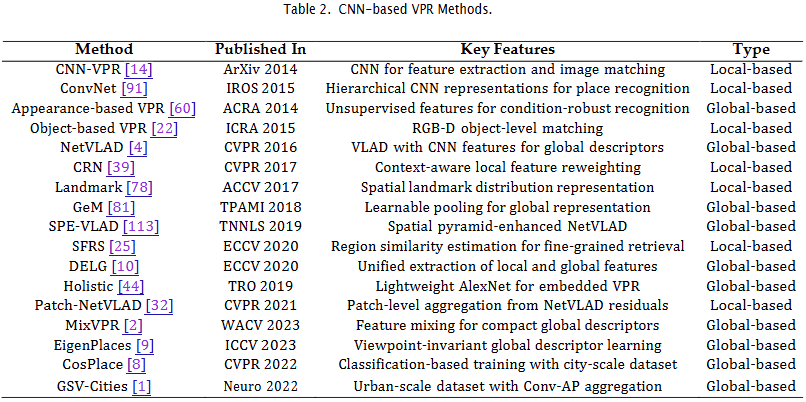 Table 2. CNN-based VPR Methods.
Method Published In Key Features Type
CNN-VPR [14] ArXiv 2014 CNN for feature extraction and image matching Local-based
ConvNet [91] IROS 2015 Hierarchical CNN representations for place recognition Local-based
Appearance-based VPR [60] ACRA 2014 Unsupervised features for condition-robust recognition Global-based
Object-based VPR [22] ICRA 2015 RGB-D object-level matching Local-based
NetVLAD [4] CVPR 2016 VLAD with CNN features for global descriptors Global-based
CRN [39] CVPR 2017 Context-aware local feature reweighting Local-based
Landmark [78] ACCV 2017 Spatial landmark distribution representation Local-based
GeM [81] TPAMI 2018 Learnable pooling for global representation Global-based
SPE-VLAD [113] TNNLS 2019 Spatial pyramid-enhanced NetVLAD Global-based
SFRS [25] ECCV 2020 Region similarity estimation for fine-grained retrieval Local-based
DELG [10] ECCV 2020 Unified extraction of local and global features Global-based
Holistic [44] TRO 2019 Lightweight AlexNet for embedded VPR Global-based
Patch-NetVLAD [32] CVPR 2021 Patch-level aggregation from NetVLAD residuals Local-based
MixVPR [2] WACV 2023 Feature mixing for compact global descriptors Global-based
EigenPlaces [9] ICCV 2023 Viewpoint-invariant global descriptor learning Global-based
CosPlace [8] CVPR 2022 Classification-based training with city-scale dataset Global-based
GSV-Cities [1] Neuro 2022 Urban-scale dataset with Conv-AP aggregation Global-based